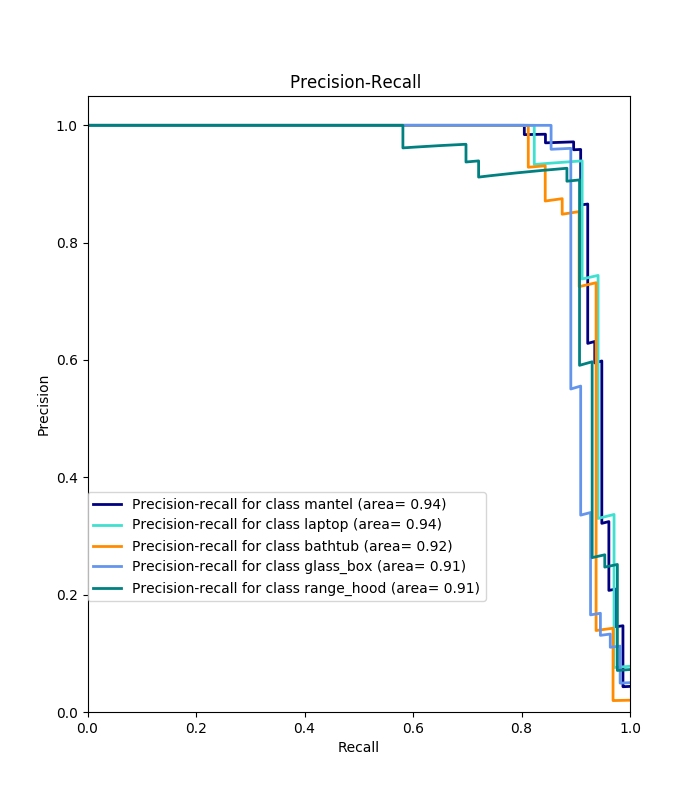 Precision-Recall
1.0
0.8
0.6
0.4
0.2
0.0
Precision
Precision-recall for class mantel (area= 0.94)
Precision-recall for class laptop (area= 0.94)
Precision-recall for class bathtub (area= 0.92)
Precision-recall for class glass_box (area= 0.91)
Precision-recall for class range_hood (area= 0.91)
0.0 0.2 0.4 0.6 0.8 1.0
Recall